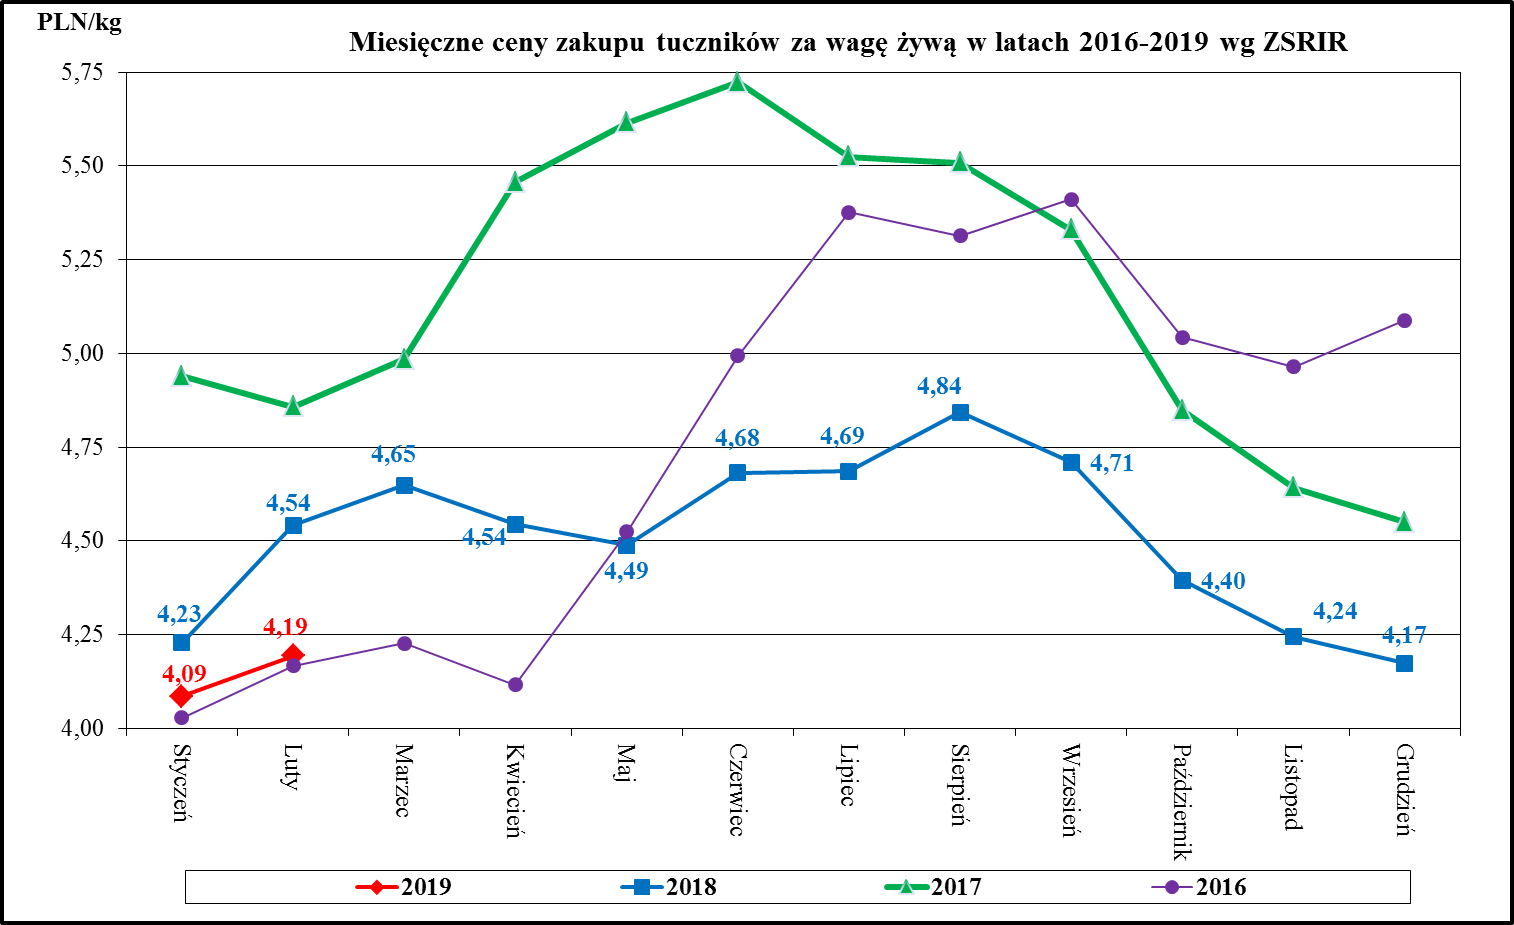 PLN/kg
Miesięczne ceny zakupu tuczników za wagę żywą w latach 2016-2019 wg ZSRIR
5,75
5,50
5,25
5,00
4,75
4,50
4,25
4,00
4,23
4,54
4,65
4,54
4,49
4,68
4,69
4,84
4,71
4,40
4,24
4,17
4,09
4,19
Styczeń
Luty
Marzec
Kwiecień
Maj
Czerwiec
Lipiec
Sierpień
Wrzesień
Październik
Listopad
Grudzień
2019
2018
2017
2016